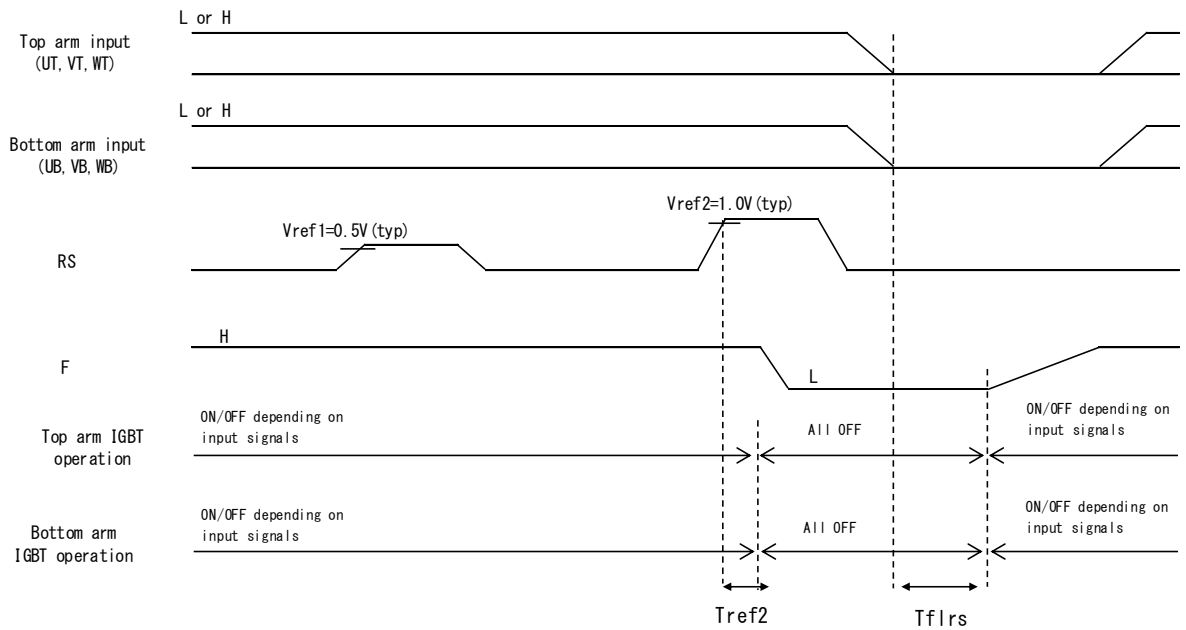 L or H
Top arm input
(UT, VT, WT)
L or H
Bottom arm input
(UB, VB, WB)
Vref1=0.5V(typ)
Vref2=1.0V(typ)
RS
H
F
L
ON/OFF depending on
input signals
All OFF
ON/OFF depending on
input signals
Top arm IGBT
operation
ON/OFF depending on
input signals
All OFF
ON/OFF depending on
input signals
Bottom arm
IGBT operation
Tref2
Tflrs